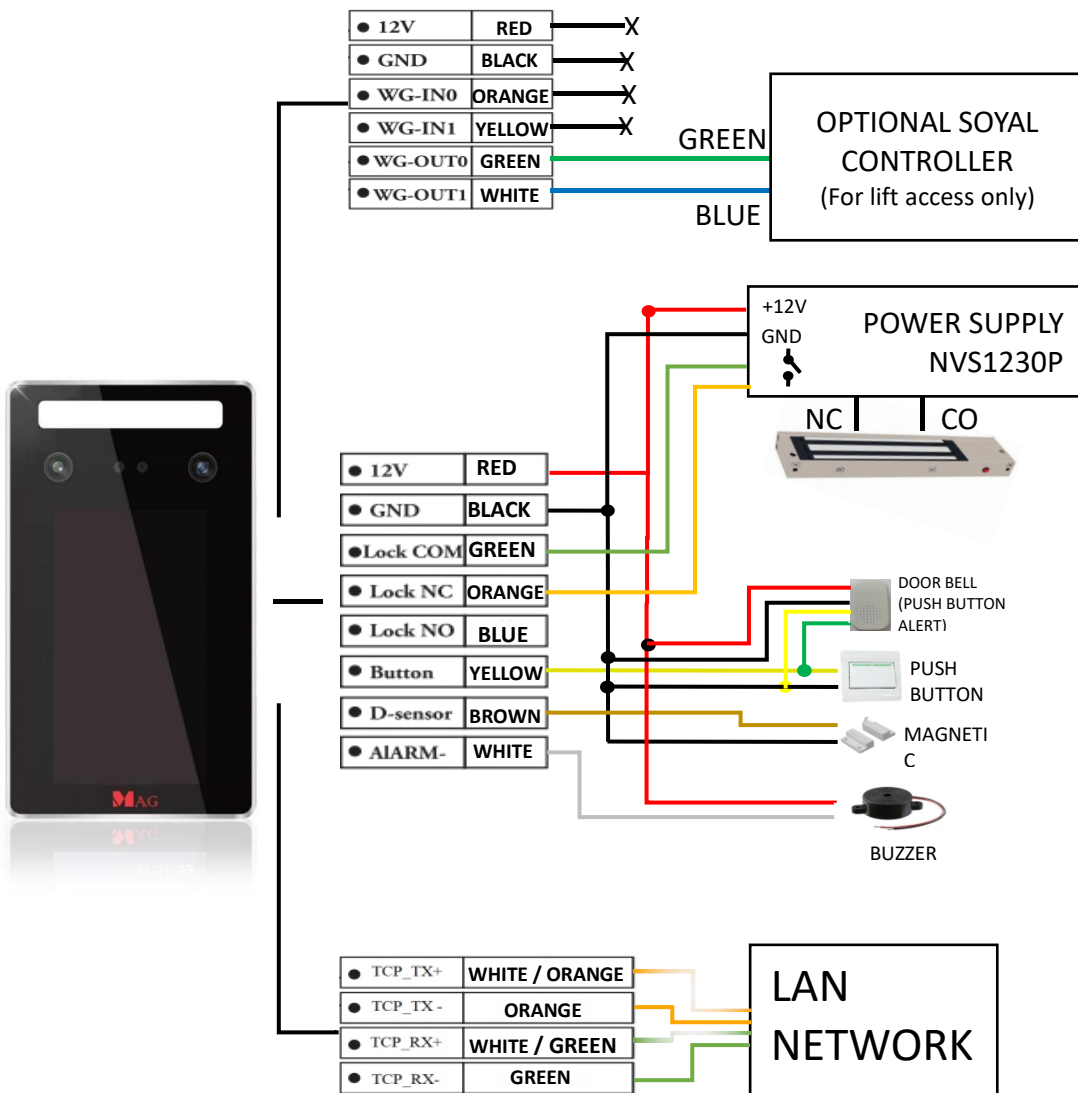 12V RED X
GND BLACK X
WG-IN0 ORANGE X
WG-IN1 YELLOW X
WG-OUT0 GREEN
WG-OUT1 WHITE
GREEN
BLUE
OPTIONAL SOYAL
CONTROLLER
(For lift access only)
+12V
GND
POWER SUPPLY
NVS1230P
NC CO
12V RED
GND BLACK
Lock COM GREEN
Lock NC ORANGE
Lock NO BLUE
Button YELLOW
D-sensor BROWN
AlARM- WHITE
DOOR BELL
(PUSH BUTTON
ALERT)
PUSH
BUTTON
MAGNETI
C
BUZZER
MAG
TCP_TX+ WHITE / ORANGE
TCP_TX - ORANGE
TCP_RX+ WHITE / GREEN
TCP_RX- GREEN
LAN
NETWORK